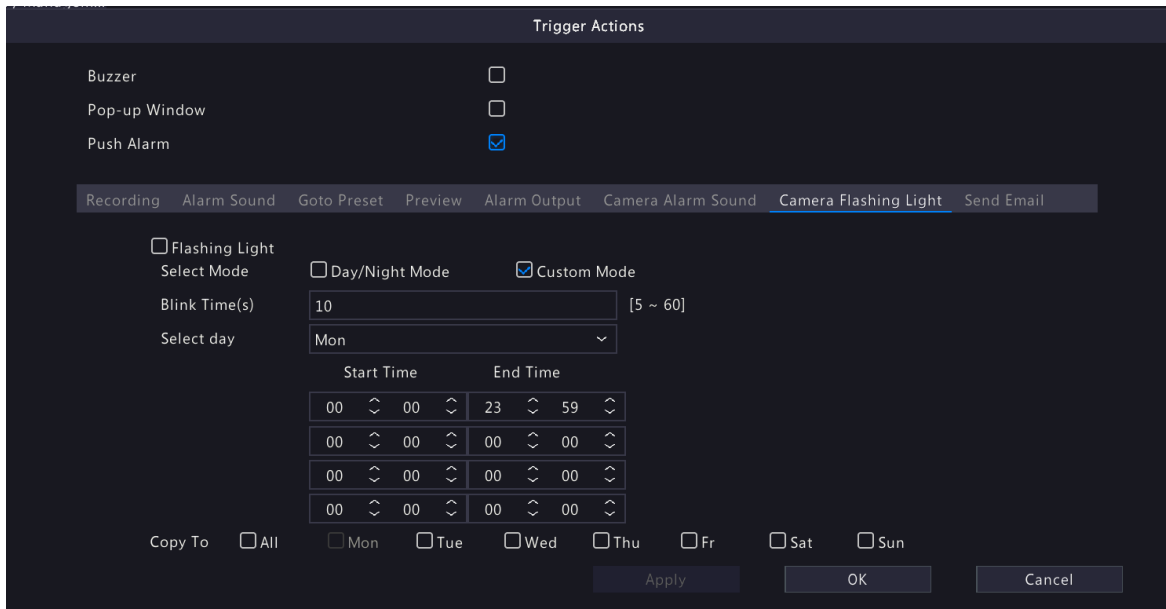 Trigger Actions
Buzzer
Pop-up Window
Push Alarm
Recording Alarm Sound Goto Preset Preview Alarm Output Camera Alarm Sound Camera Flashing Light Send Email
Flashing Light
Select Mode Day/Night Mode Custom Mode
Blink Time(s) 10 [5 ~ 60]
Select day Mon
Start Time End Time
00 00 23 59
00 00 00 00
00 00 00 00
00 00 00 00
Copy To All Mon Tue Wed Thu Fr Sat Sun
Apply OK Cancel